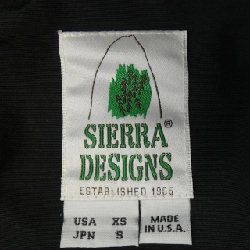 SIERRA®
DESIGNS
ESTABLISHED 1965
USA XS
JPN S
MADE
IN U.S.A.